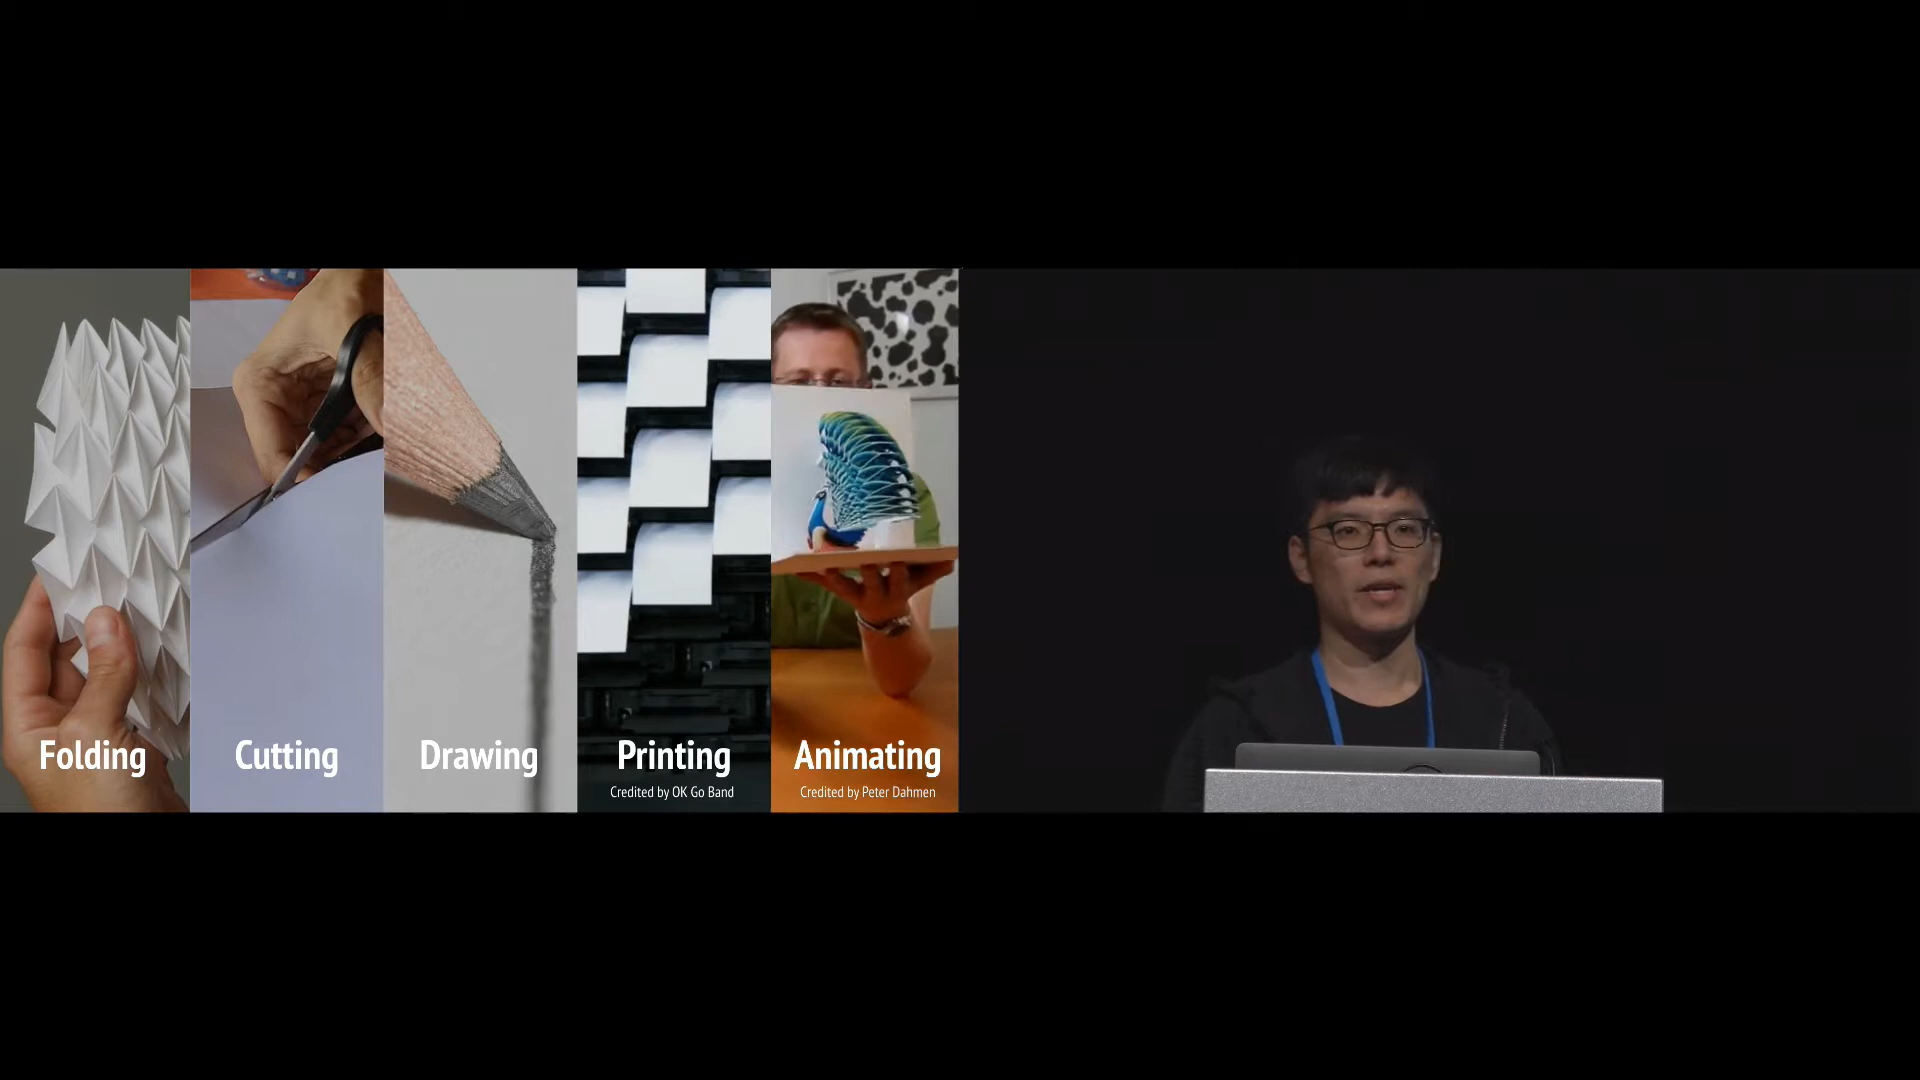 Folding
Cutting
Drawing
Printing
Credited by OK Go Band
Animating
Credited by Peter Dahmen